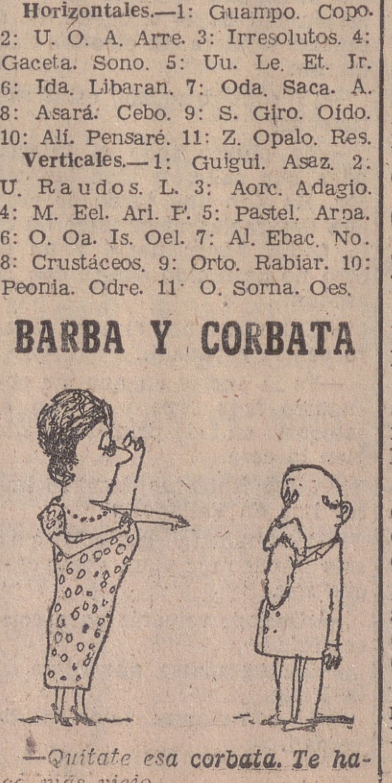 Horizontales.—1: Guampo. Copo.
2: U. O. A. Arre. 3: Irresolutos. 4:
Gaceta. Sono. 5: Uu. Le. Et. Jr.
6: Ida. Libaran. 7: Oda. Saca. A.
8: Asará. Cebo. 9: S. Giro. Oído.
10: Alí. Pensaré. 11: Z. Opalo. Res.
Verticales.—1: Guigui. Asaz. 2:
U. Raudos. L. 3: Aorc. Adagio.
4: M. Eel. Ari. P. 5: Pastel. Arpa.
6: O. Oa. Is. Oel. 7: Al. Ebac. No.
8: Crustáceos. 9: Orto. Rabiar. 10:
Peonia. Odre. 11: O. Sorna. Oes.
BARBA Y CORBATA
—Quítate esa corbata. Te ha-
ce más viejo.